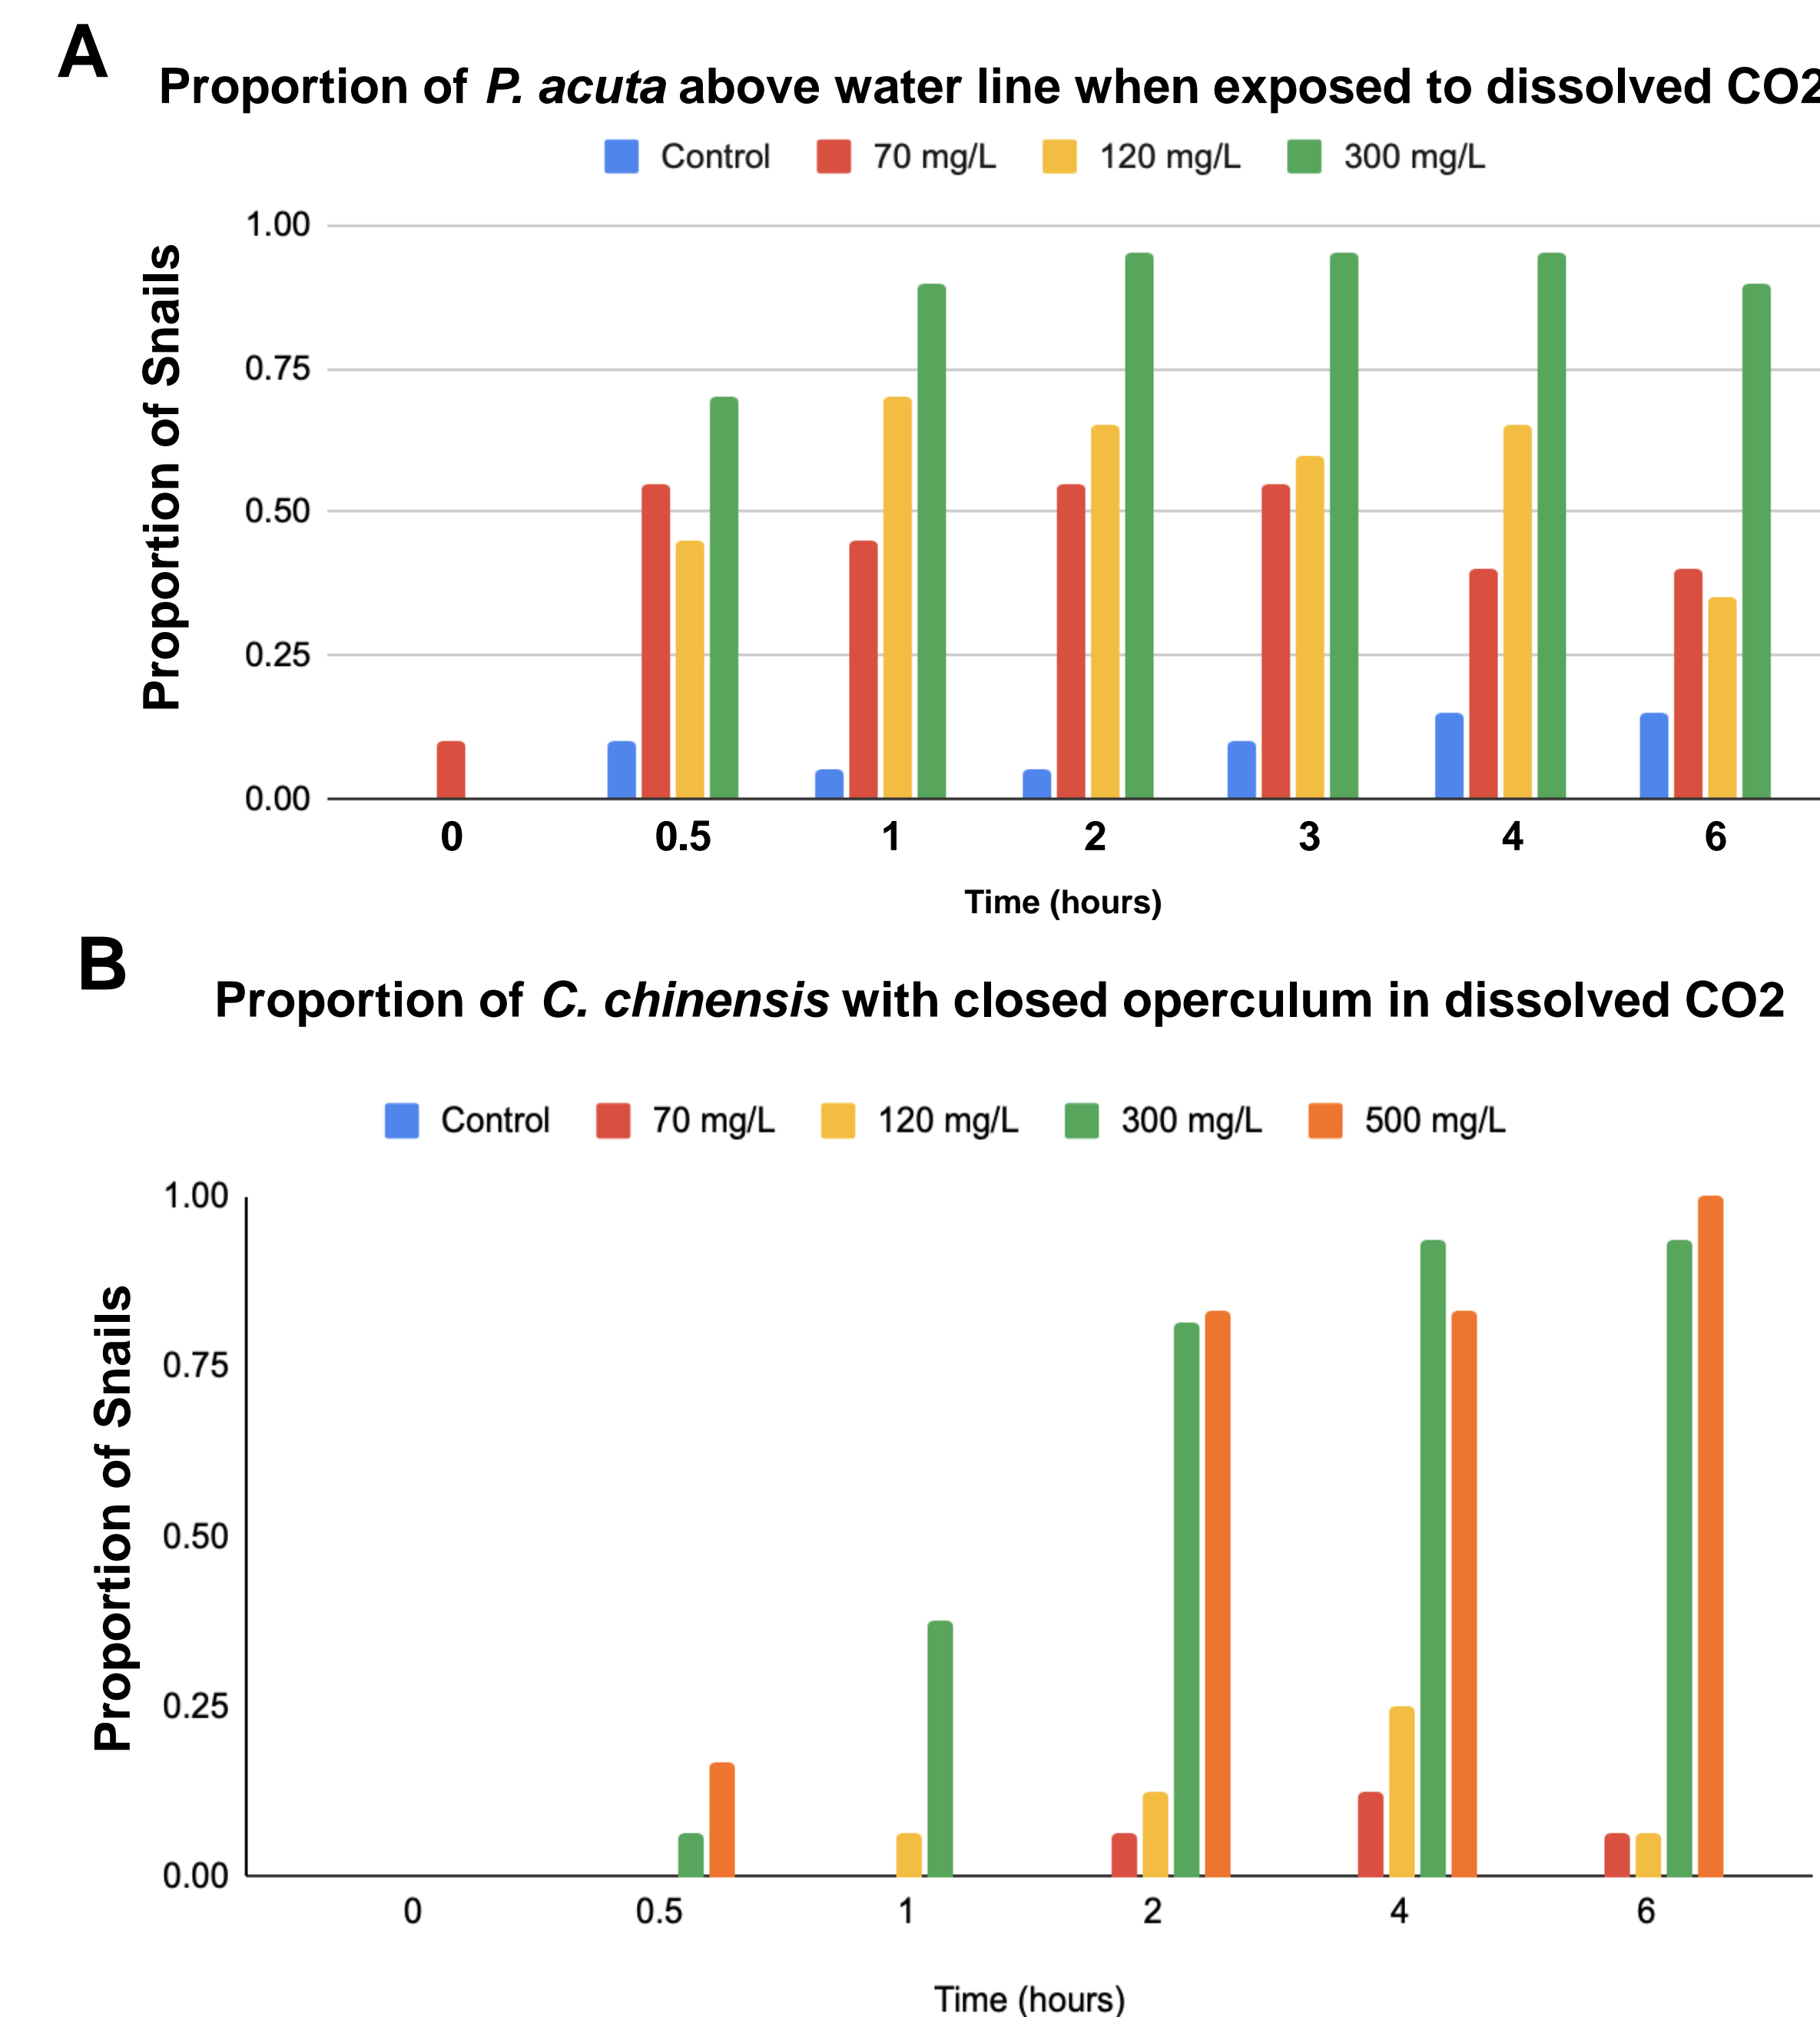 A
Proportion of P. acuta above water line when exposed to dissolved CO2
Control 70 mg/L 120 mg/L 300 mg/L
Proportion of Snails
1.00
0.75
0.50
0.25
0.00
0 0.5 1 2 3 4 6
Time (hours)
B
Proportion of C. chinensis with closed operculum in dissolved CO2
Control 70 mg/L 120 mg/L 300 mg/L 500 mg/L
Proportion of Snails
1.00
0.75
0.50
0.25
0.00
0 0.5 1 2 4 6
Time (hours)